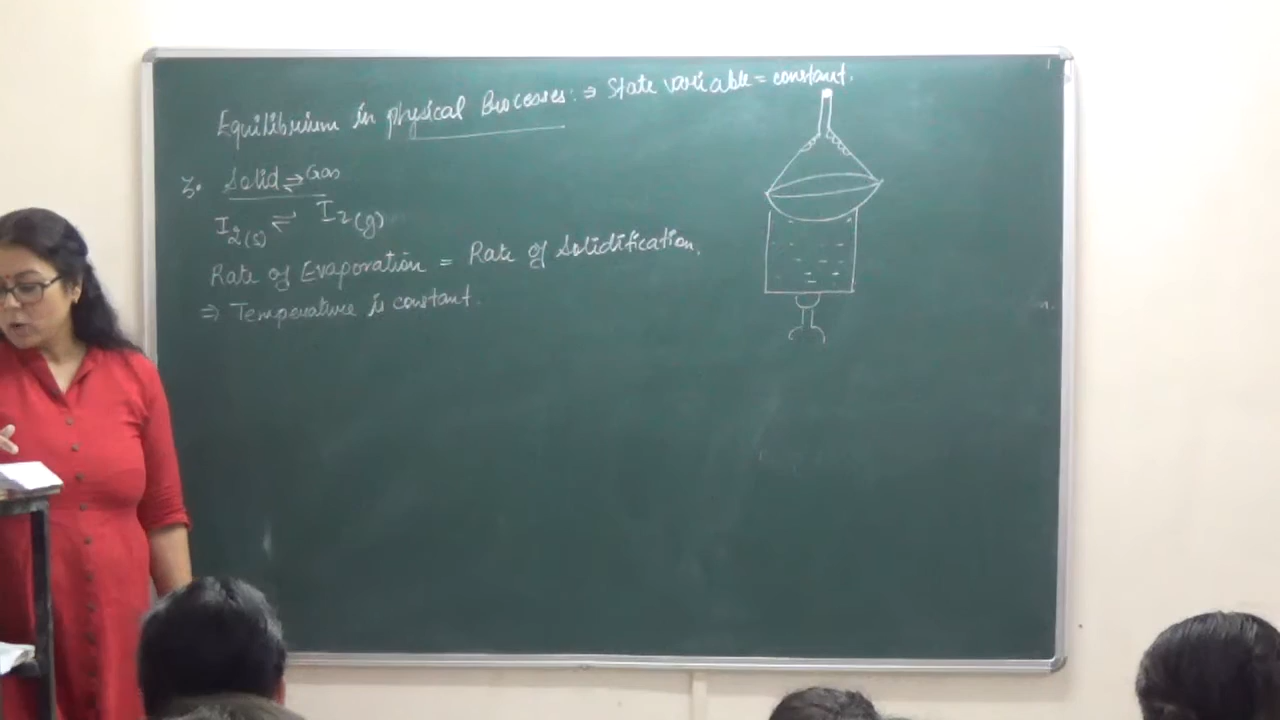 Equilibrium in physical Processes :⇒ State variable = constant.
3. Solid ⇌ Gas
I₂(s) ⇌ I₂(g)
Rate of Evaporation = Rate of Solidification.
⇒ Temperature is constant.